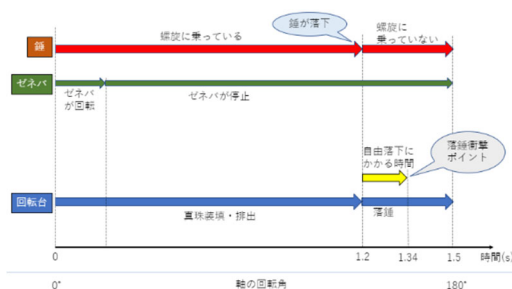 錘が落下
螺旋に乗っている
螺旋に
乗っていない
錘
ゼネバ
ゼネバ
が回転
ゼネバが停止
自由落下に
かかる時間
落錘衝撃
ポイント
回転台
真珠装填・排出
落錘
0
1.2
1.34
1.5
時間(s)
0°
軸の回転角
180°